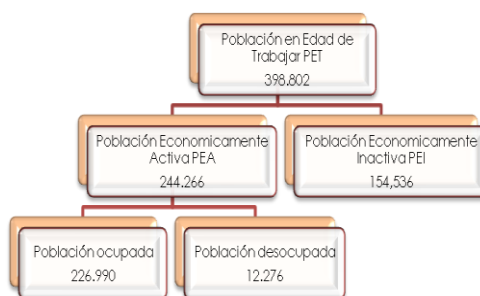 Población en Edad de
Trabajar PET
398.802
Población Economicamente
Activa PEA
244.266
Población Economicamente
Inactiva PEI
154,536
Población ocupada
226.990
Población desocupada
12.276